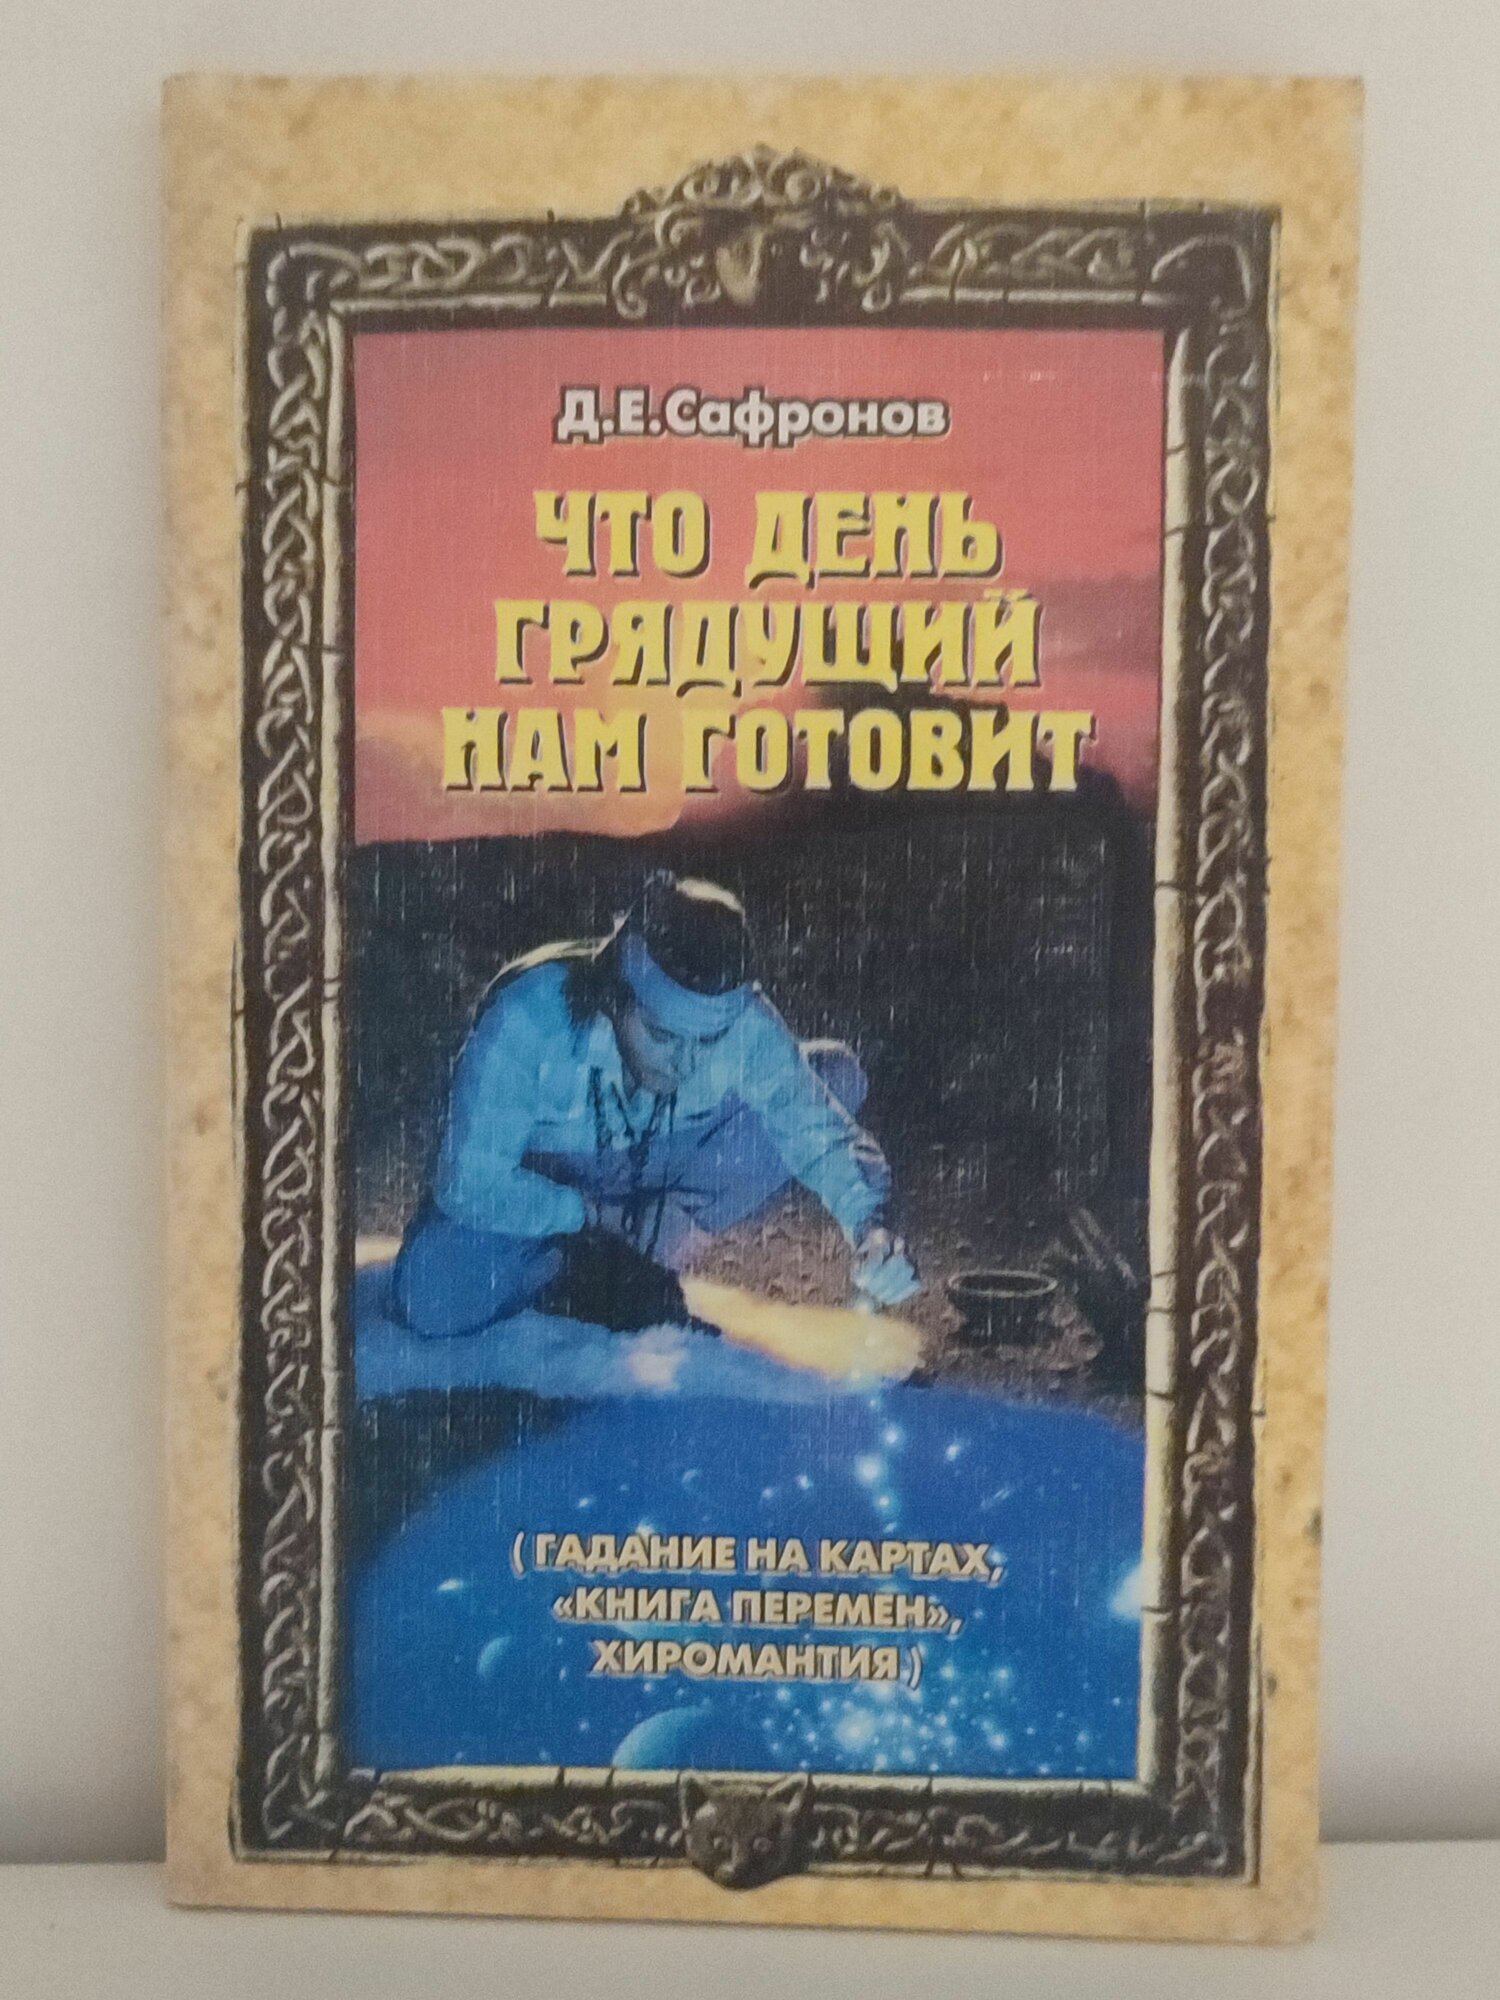 Д.Е.Сафронов
ЧТО ДЕНЬ
ГРЯДУЩИЙ
НАМ ГОТОВИТ
(ГАДАНИЕ НА КАРТАХ,
«КНИГА ПЕРЕМЕН»,
ХИРОМАНТИЯ)